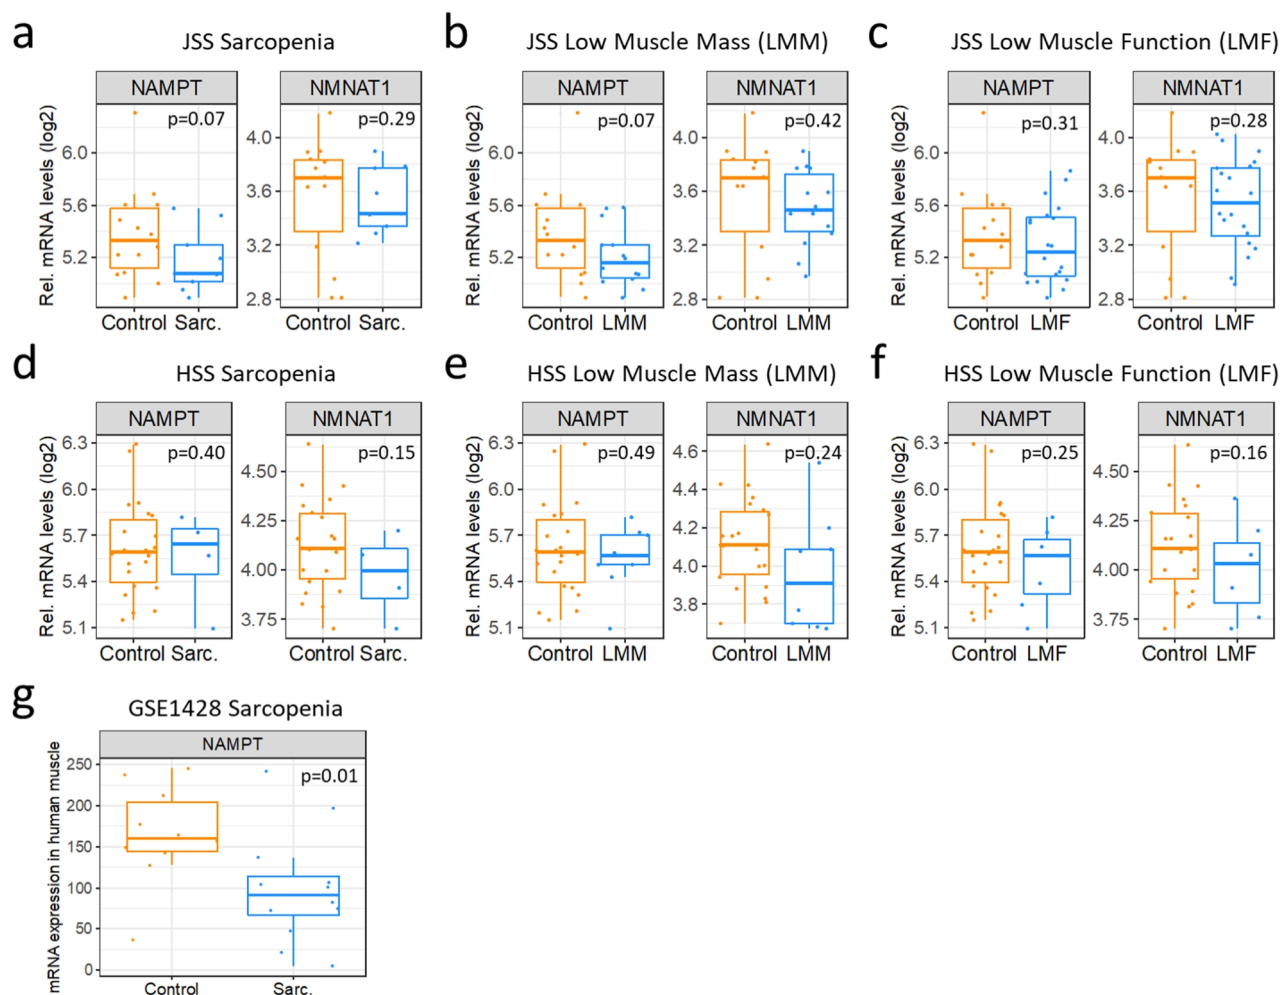 a JSS Sarcopenia
NAMPT NMNAT1
p=0.07 p=0.29
Rel. mRNA levels (log2)
6.0
5.6
5.2
4.0
3.6
3.2
2.8
Control Sarc. Control Sarc.
b JSS Low Muscle Mass (LMM)
NAMPT NMNAT1
p=0.07 p=0.42
6.0
5.6
5.2
4.0
3.6
3.2
2.8
Control LMM Control LMM
c JSS Low Muscle Function (LMF)
NAMPT NMNAT1
p=0.31 p=0.28
Rel. mRNA levels (log2)
6.0
5.6
5.2
4.0
3.6
3.2
2.8
Control LMF Control LMF
d HSS Sarcopenia
NAMPT NMNAT1
p=0.40 p=0.15
Rel. mRNA levels (log2)
6.3
6.0
5.7
5.4
5.1
4.50
4.25
4.00
3.75
Control Sarc. Control Sarc.
e HSS Low Muscle Mass (LMM)
NAMPT NMNAT1
p=0.49 p=0.24
Rel. mRNA levels (log2)
6.3
6.0
5.7
5.4
5.1
4.6
4.4
4.2
4.0
3.8
Control LMM Control LMM
f HSS Low Muscle Function (LMF)
NAMPT NMNAT1
p=0.25 p=0.16
Rel. mRNA levels (log2)
6.3
6.0
5.7
5.4
5.1
4.50
4.25
4.00
3.75
Control LMF Control LMF
g GSE1428 Sarcopenia
NAMPT
p=0.01
mRNA expression in human muscle
250
200
150
100
50
0
Control Sarc.